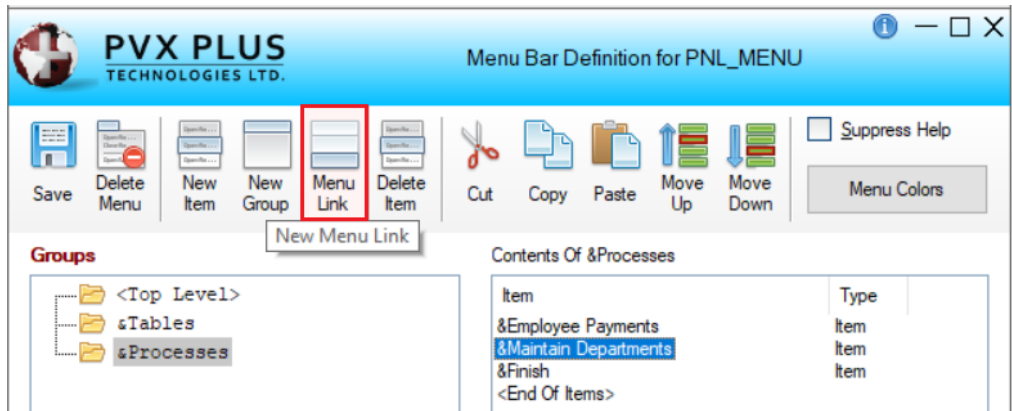 PVX PLUS
TECHNOLOGIES LTD.
Menu Bar Definition for PNL_MENU
Save
Delete
Menu
New
Item
New
Group
Menu
Link
Delete
Item
Cut
Copy
Paste
Move
Up
Move
Down
Suppress Help
Menu Colors
New Menu Link
Groups
<Top Level>
&Tables
&Processes
Contents Of &Processes
Item Type
&Employee Payments Item
&Maintain Departments Item
&Finish Item
<End Of Items>